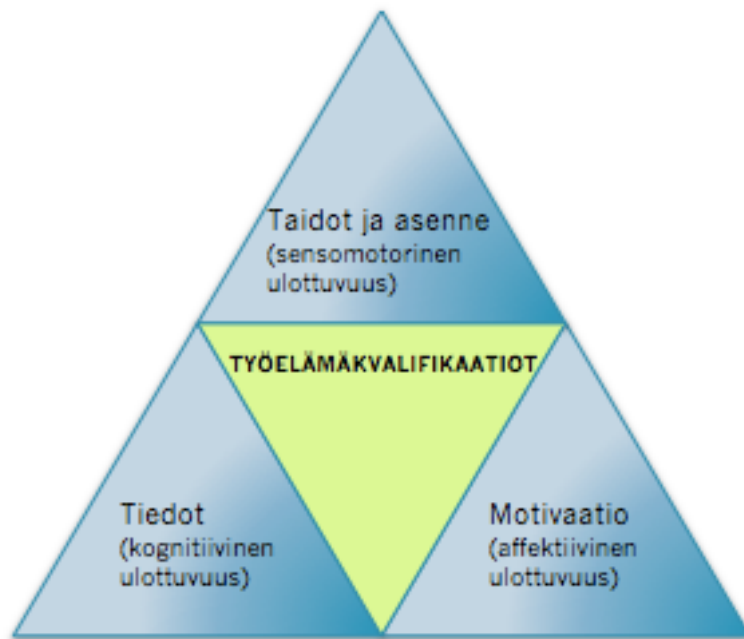 Taidot ja asenne
(sensomotorinen
ulottuvuus)
TYÖELÄMÄKVALIFIKAATIOT
Tiedot
(kognitiivinen
ulottuvuus)
Motivaatio
(affektiivinen
ulottuvuus)